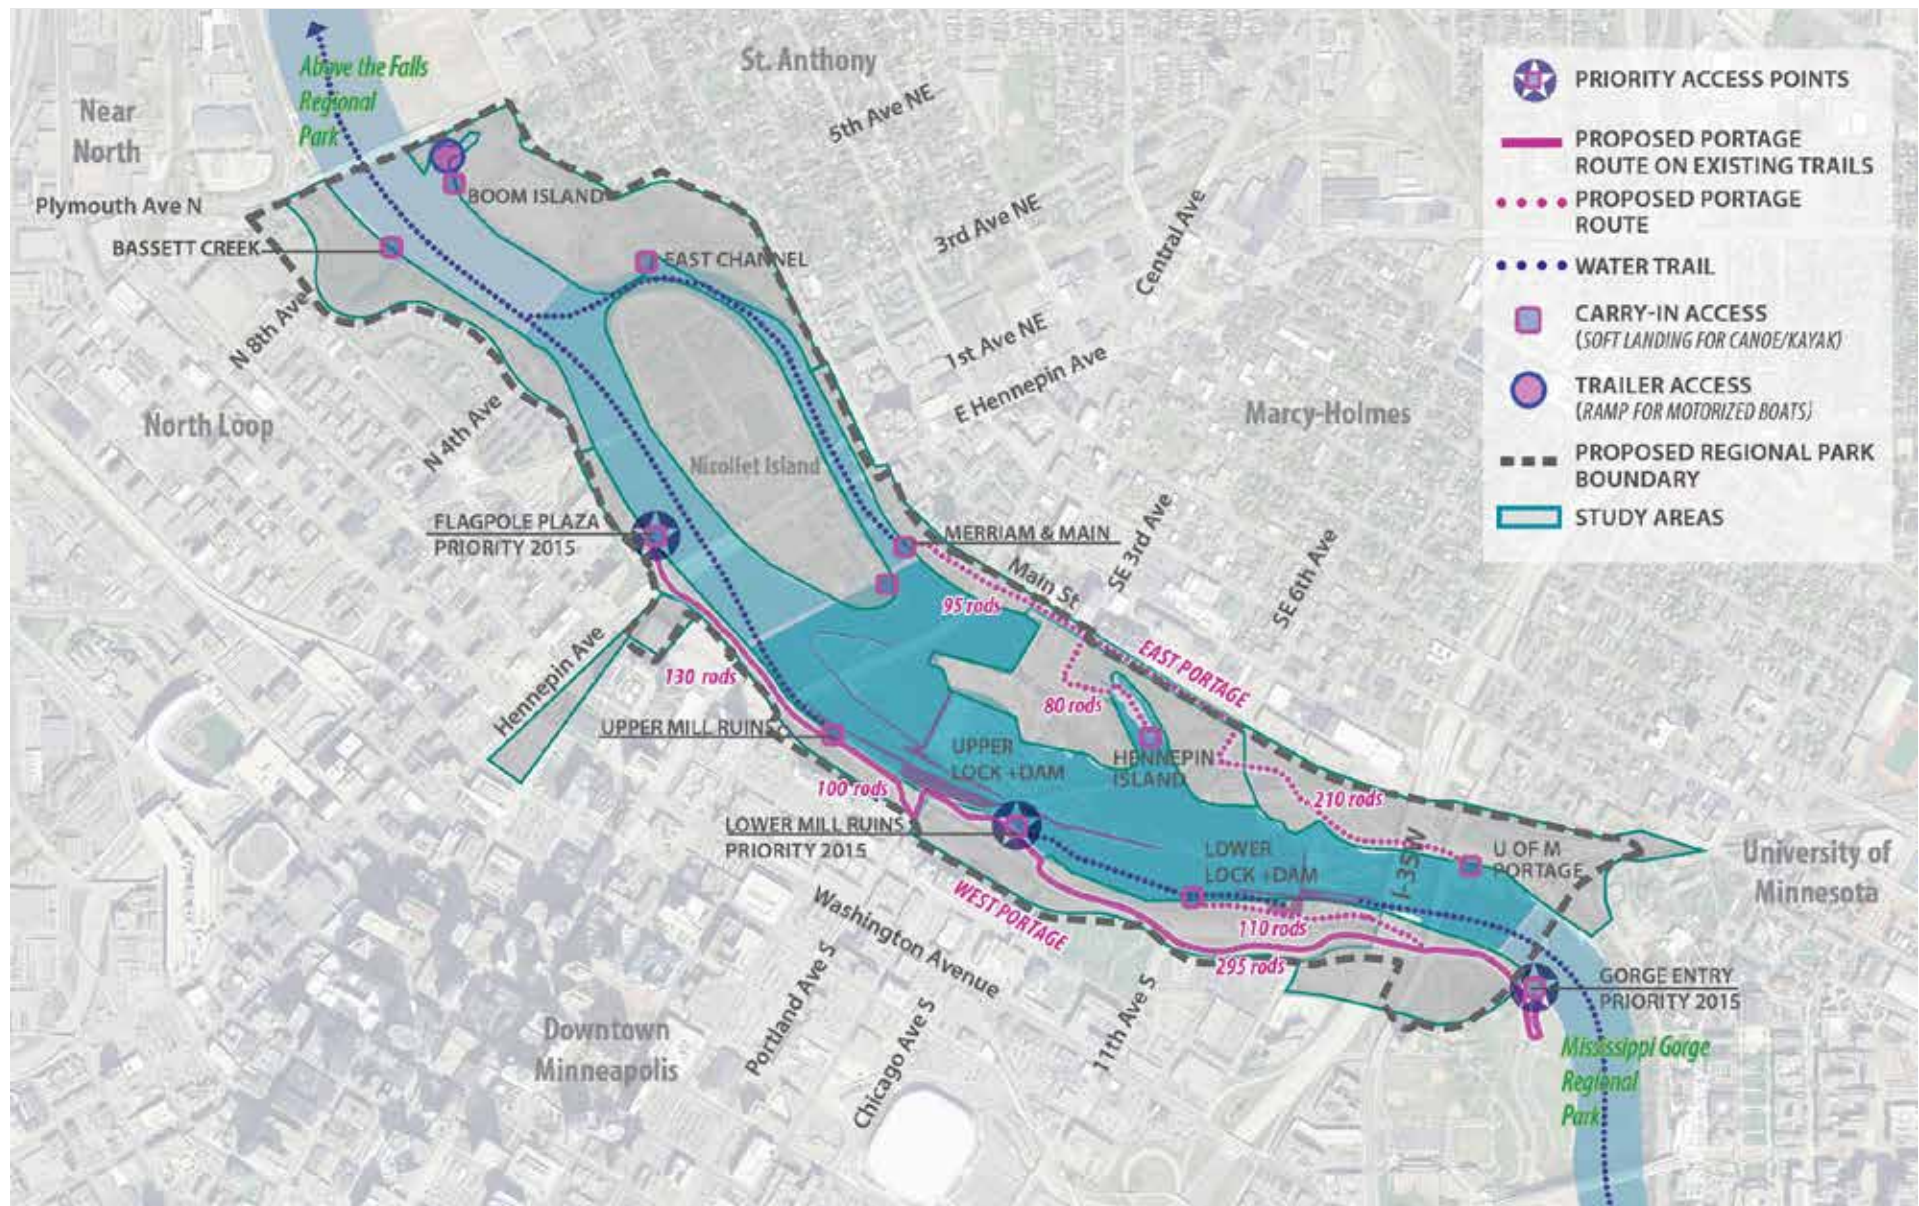 Above the Falls
Regional
Park
St. Anthony
Near
North
5th Ave NE
Plymouth Ave N
BOOM ISLAND
BASSETT CREEK
EAST CHANNEL
3rd Ave NE
Central Ave
N 8th Ave
1st Ave NE
E Hennepin Ave
North Loop
N 4th Ave
Marcy-Holmes
Nicollet Island
FLAGPOLE PLAZA
PRIORITY 2015
MERRIAM & MAIN
Main St
SE 3rd Ave
SE 6th Ave
95 rods
EAST PORTAGE
Hennepin Ave
130 rods
80 rods
UPPER MILL RUINS
UPPER
LOCK +DAM
HENNEPIN
ISLAND
100 rods
210 rods
LOWER MILL RUINS
PRIORITY 2015
LOWER
LOCK +DAM
I-35W
U OF M
PORTAGE
University of
Minnesota
WEST PORTAGE
Washington Avenue
110 rods
295 rods
GORGE ENTRY
PRIORITY 2015
Portland Ave S
Chicago Ave S
11th Ave S
Downtown
Minneapolis
Mississippi Gorge
Regional
Park
PRIORITY ACCESS POINTS
PROPOSED PORTAGE
ROUTE ON EXISTING TRAILS
PROPOSED PORTAGE
ROUTE
WATER TRAIL
CARRY-IN ACCESS
(SOFT LANDING FOR CANOE/KAYAK)
TRAILER ACCESS
(RAMP FOR MOTORIZED BOATS)
PROPOSED REGIONAL PARK
BOUNDARY
STUDY AREAS